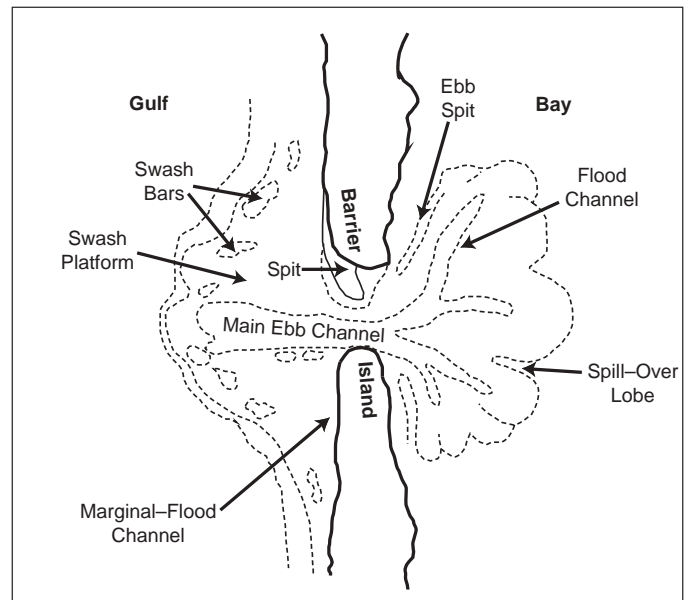 Gulf
Bay
Ebb
Spit
Flood
Channel
Swash
Bars
Swash
Platform
Barrier
Spit
Main Ebb Channel
Island
Spill–Over
Lobe
Marginal–Flood
Channel